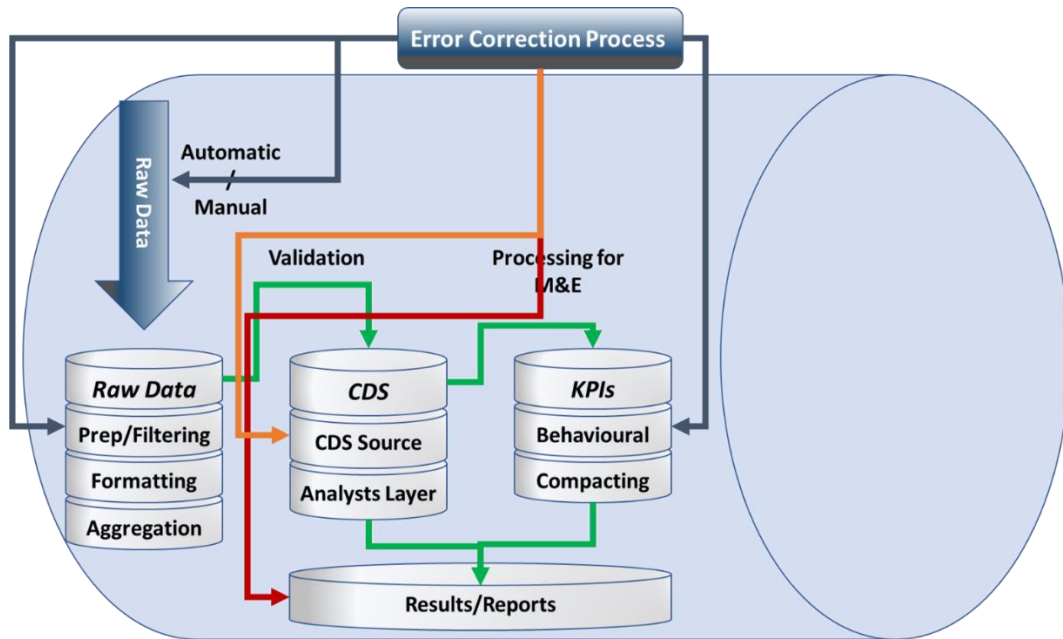 Error Correction Process
Raw Data
Automatic
Manual
Validation
Processing for
M&E
Raw Data
Prep/Filtering
Formatting
Aggregation
CDS
CDS Source
Analysts Layer
KPIs
Behavioural
Compacting
Results/Reports